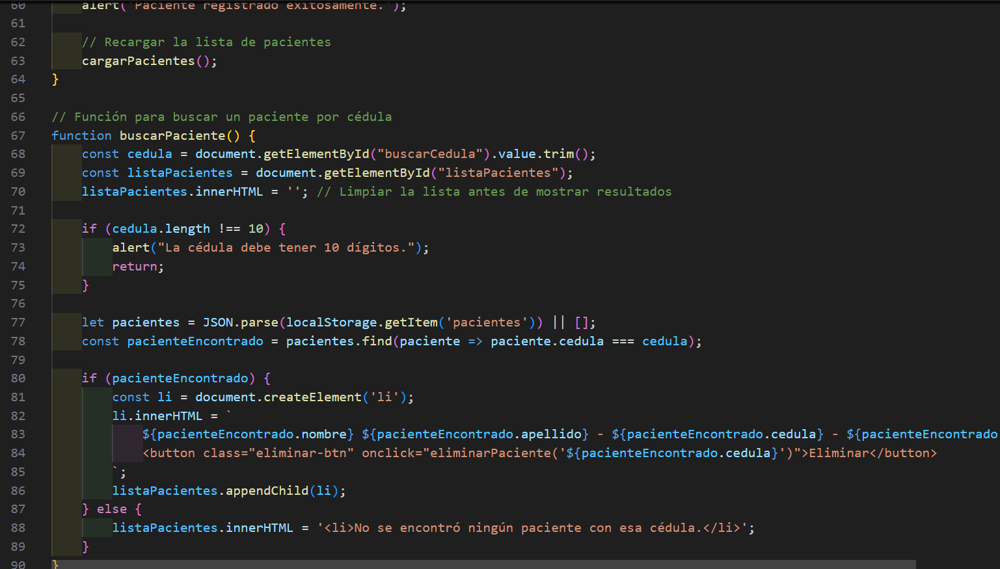 60 alert('Paciente registrado exitosamente.');
61
62 // Recargar la lista de pacientes
63 cargarPacientes();
64 }
65
66 // Función para buscar un paciente por cédula
67 function buscarPaciente() {
68 const cedula = document.getElementById("buscarCedula").value.trim();
69 const listaPacientes = document.getElementById("listaPacientes");
70 listaPacientes.innerHTML = ''; // Limpiar la lista antes de mostrar resultados
71
72 if (cedula.length !== 10) {
73 alert("La cédula debe tener 10 dígitos.");
74 return;
75 }
76
77 let pacientes = JSON.parse(localStorage.getItem('pacientes')) || [];
78 const pacienteEncontrado = pacientes.find(paciente => paciente.cedula === cedula);
79
80 if (pacienteEncontrado) {
81 const li = document.createElement('li');
82 li.innerHTML = `
83 ${pacienteEncontrado.nombre} ${pacienteEncontrado.apellido} - ${pacienteEncontrado.cedula} - ${pacienteEncontrado
84 <button class="eliminar-btn" onclick="eliminarPaciente('${pacienteEncontrado.cedula}')">Eliminar</button>
85 `;
86 listaPacientes.appendChild(li);
87 } else {
88 listaPacientes.innerHTML = '<li>No se encontró ningún paciente con esa cédula.</li>';
89 }
90 }